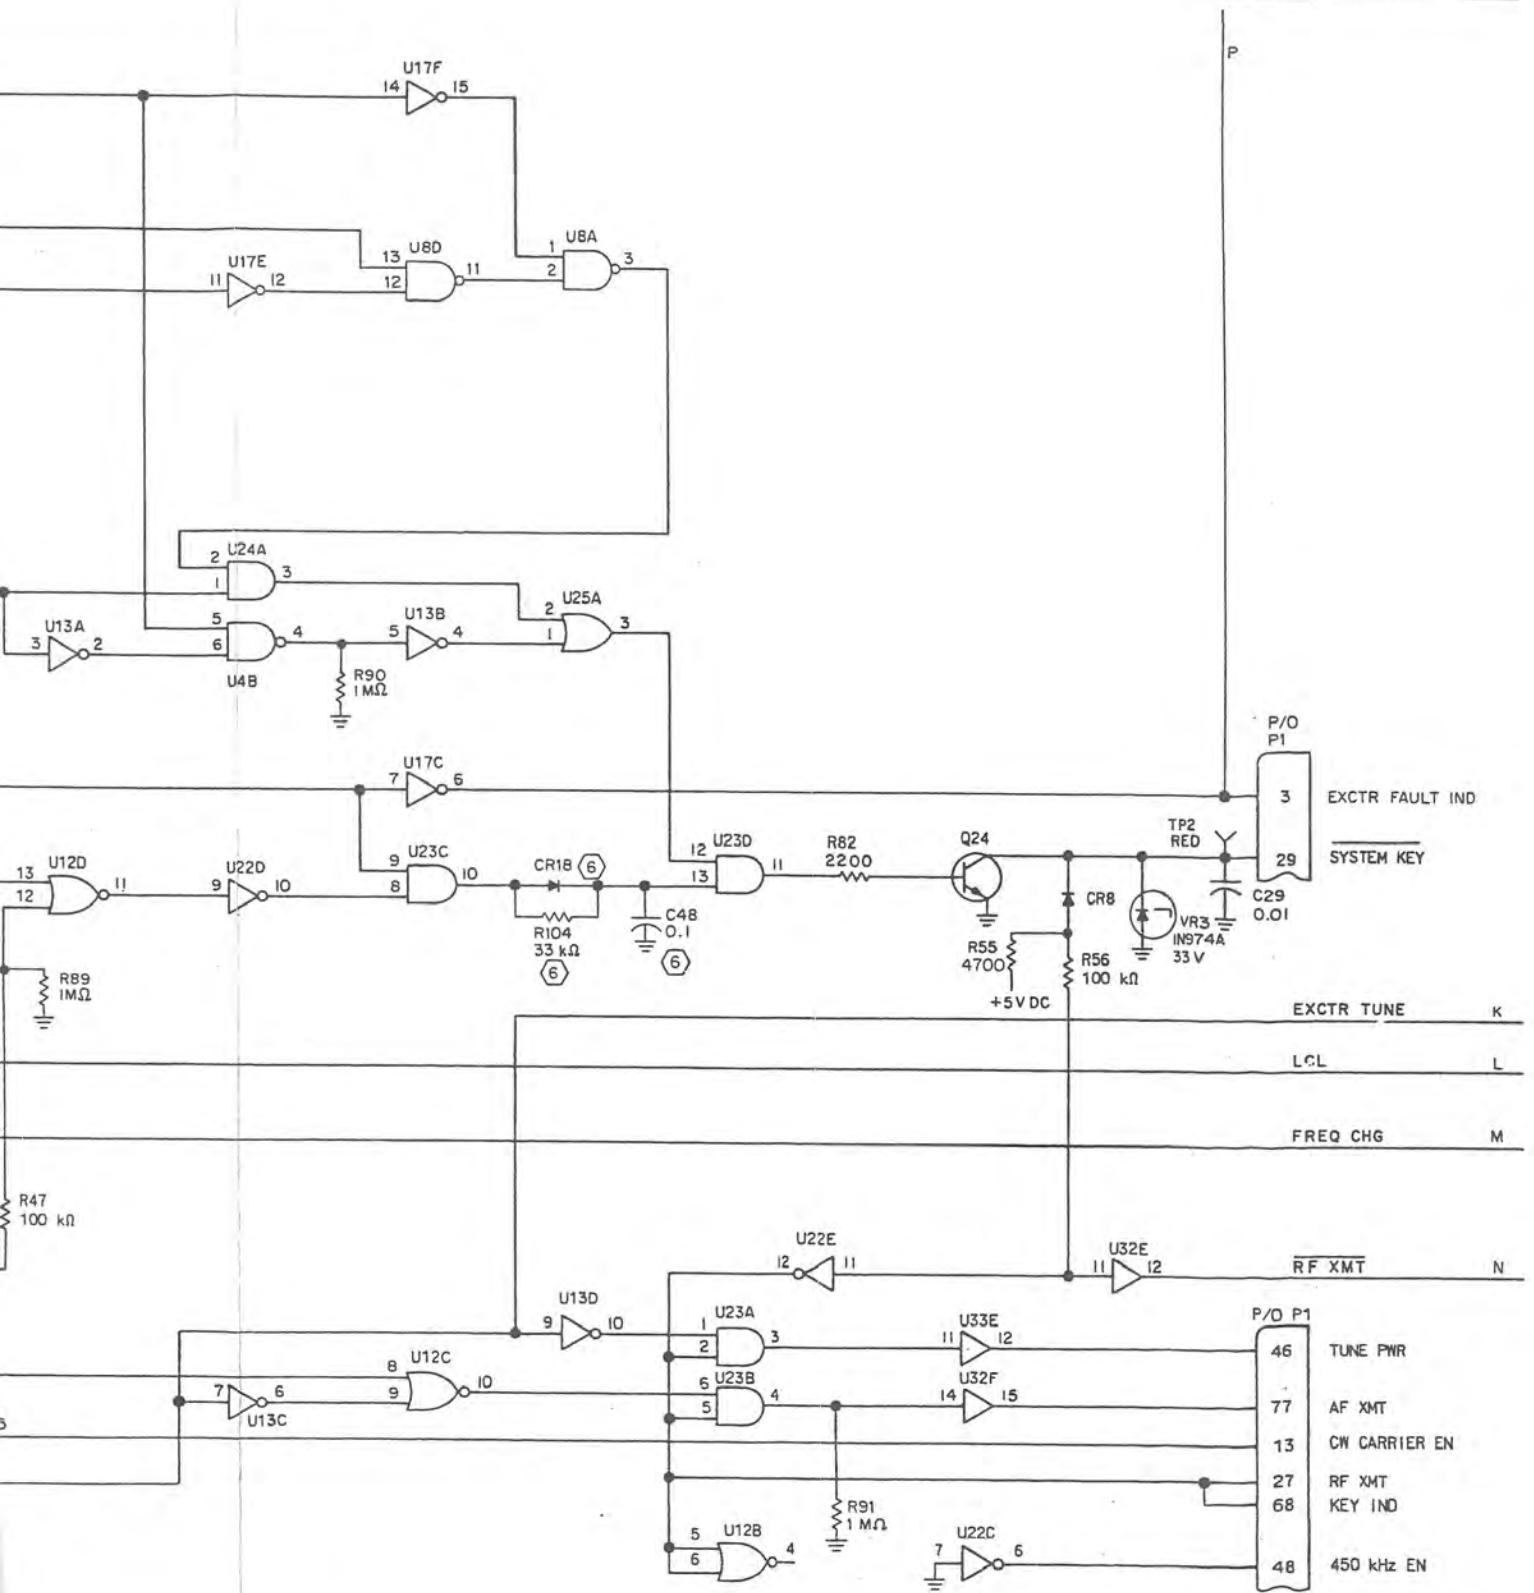 P
U17F
14 15
U8A
1
2
3
U8D
13
12
11
U17E
11 12
U24A
2
1
3
U25A
2
1
3
U13B
5 4
U13A
3 2
5
6
4
U4B
R90
1MΩ
P/O
P1
U17C
7 6
3 EXCTR FAULT IND
TP2
RED
29 SYSTEM KEY
U12D
13
12
11
U22D
9 10
U23C
9
8
10
CR18 6
R104
33 kΩ
6
C48
0.1
6
U23D
12
13
11
R82
2200
Q24
CR8
VR3
IN974A
33 V
C29
0.01
R55
4700
+5V DC
R56
100 kΩ
R89
1MΩ
EXCTR TUNE K
LCL L
FREQ CHG M
R47
100 kΩ
U22E
12 11
U32E
11 12
RF XMT N
U13D
9 10
U23A
1
2
3
U33E
11 12
P/O P1
46 TUNE PWR
U12C
8
9
10
U13C
7 6
U23B
6
5
4
U32F
14 15
77 AF XMT
13 CW CARRIER EN
27 RF XMT
68 KEY IND
R91
1 MΩ
U12B
5
6
4
U22C
7 6
48 450 kHz EN